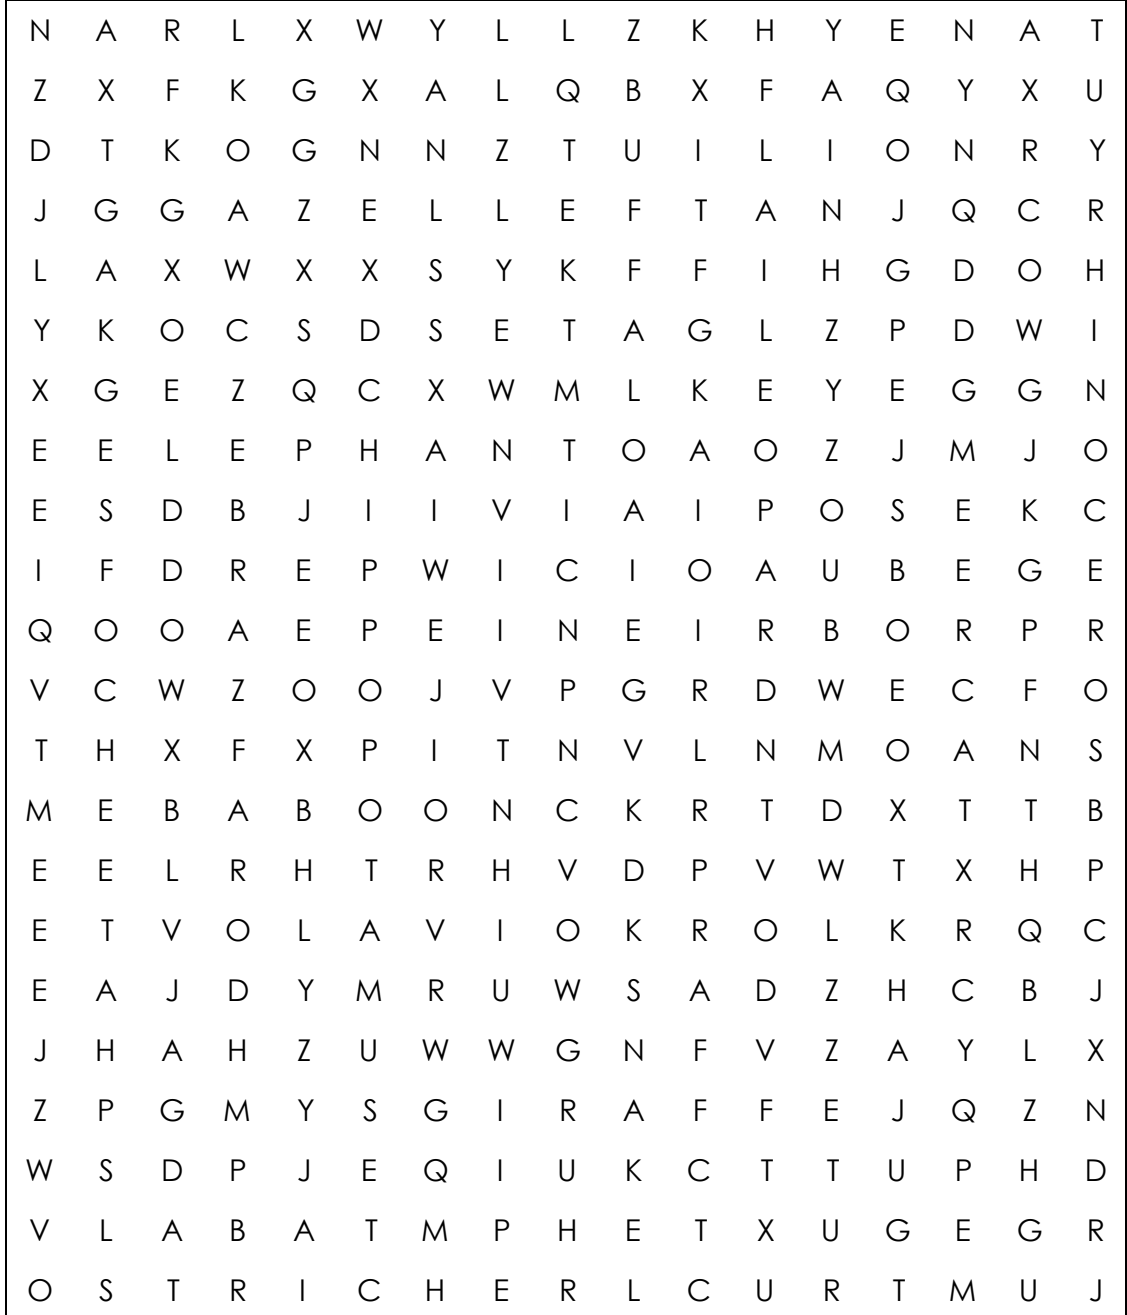 N A R L X W Y L L Z K H Y E N A T
Z X F K G X A L Q B X F A Q Y X U
D T K O G N N Z T U I L I O N R Y
J G G A Z E L L E F T A N J Q C R
L A X W X X S Y K F F I H G D O H
Y K O C S D S E T A G L Z P D W I
X G E Z Q C X W M L K E Y E G G N
E E L E P H A N T O A O Z J M J O
E S D B J I I V I A I P O S E K C
I F D R E P W I C I O A U B E G E
Q O O A E P E I N E I R B O R P R
V C W Z O O J V P G R D W E C F O
T H X F X P I T N V L N M O A N S
M E B A B O O N C K R T D X T T B
E E L R H T R H V D P V W T X H P
E T V O L A V I O K R O L K R Q C
E A J D Y M R U W S A D Z H C B J
J H A H Z U W W G N F V Z A Y L X
Z P G M Y S G I R A F F E J Q Z N
W S D P J E Q I U K C T T U P H D
V L A B A T M P H E T X U G E G R
O S T R I C H E R L C U R T M U J